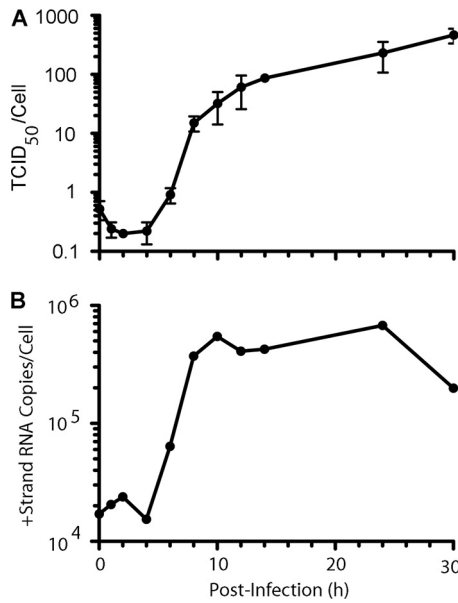 A
1000
100
10
1
0.1
TCID50/Cell
B
10^6
10^5
10^4
+Strand RNA Copies/Cell
0
10
20
30
Post-Infection (h)